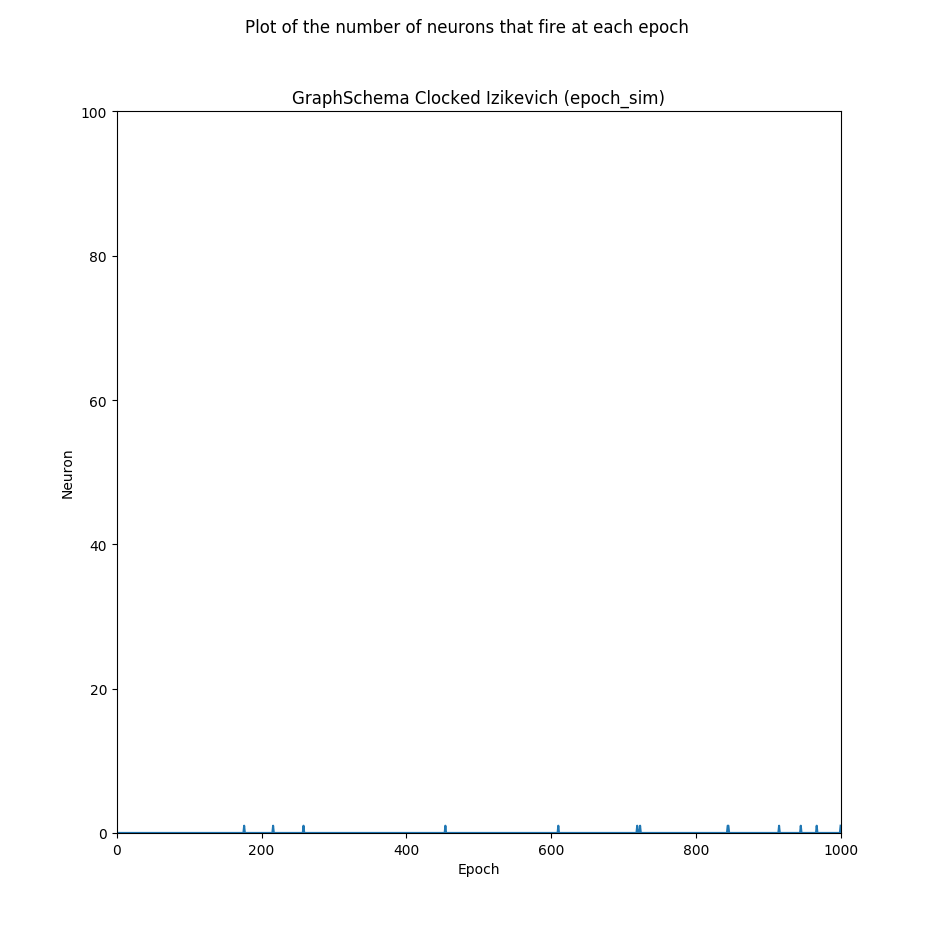 Plot of the number of neurons that fire at each epoch
GraphSchema Clocked Izikevich (epoch_sim)
100
80
60
40
20
0
Neuron
0 200 400 600 800 1000
Epoch